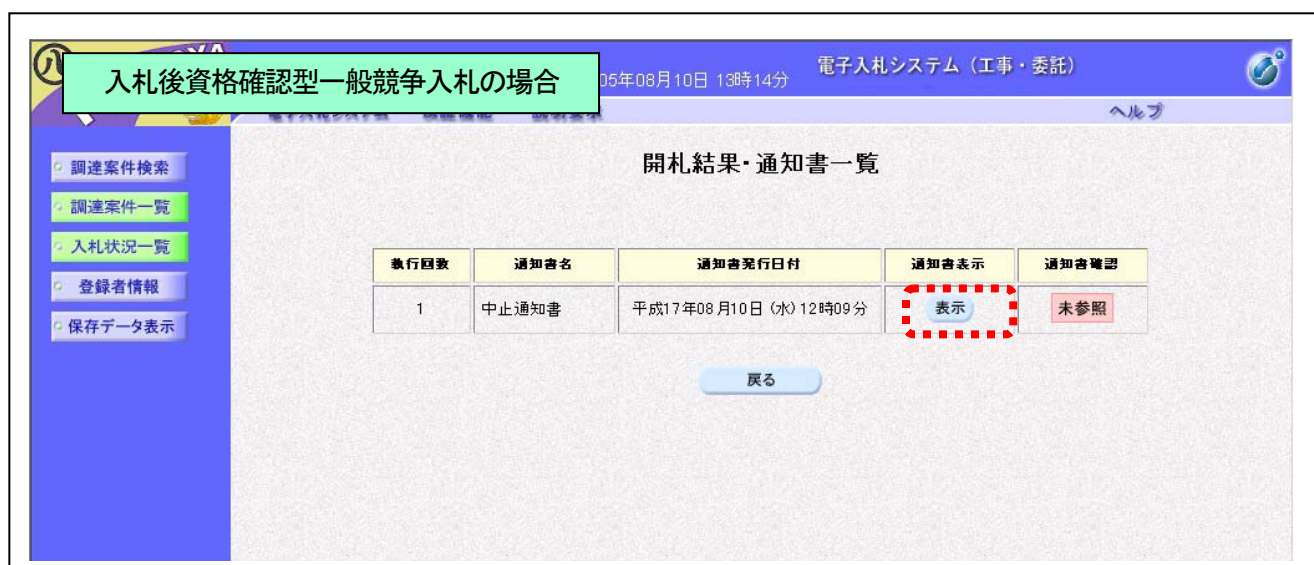 入札後資格確認型一般競争入札の場合
05年08月10日 13時14分
電子入札システム（工事・委託）
ヘルプ
調達案件検索
調達案件一覧
入札状況一覧
登録者情報
保存データ表示
開札結果・通知書一覧
執行回数 通知書名 通知書発行日付 通知書表示 通知書確認
1 中止通知書 平成17年08月10日（水）12時09分 表示 未参照
戻る